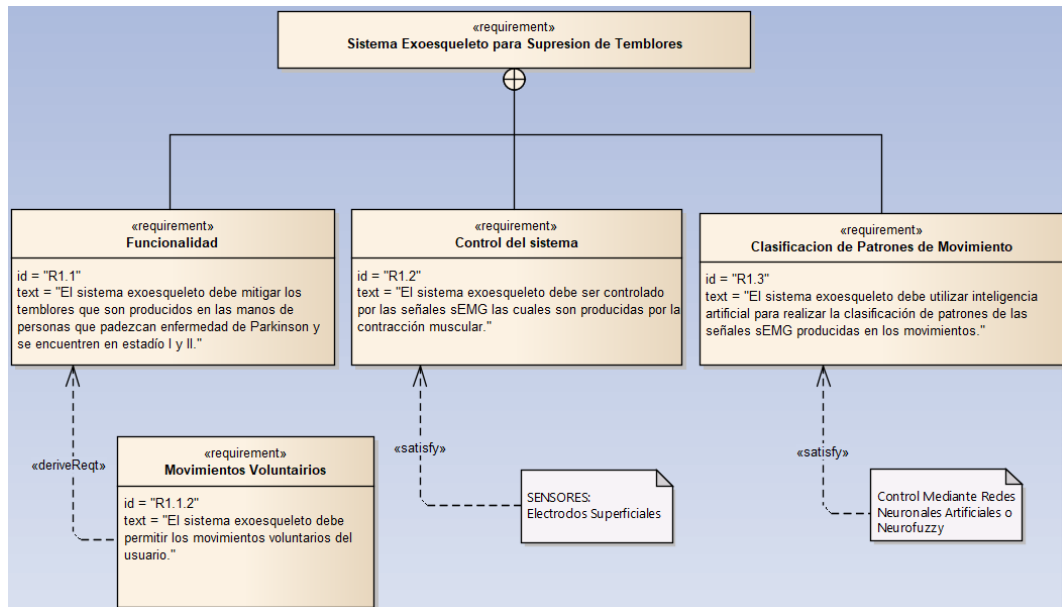 «requirement»
Sistema Exoesqueleto para Supresion de Temblores
«requirement»
Funcionalidad
id = "R1.1"
text = "El sistema exoesqueleto debe mitigar los
temblores que son producidos en las manos de
personas que padezcan enfermedad de Parkinson y
se encuentren en estadío I y II."
«requirement»
Control del sistema
id = "R1.2"
text = "El sistema exoesqueleto debe ser controlado
por las señales sEMG las cuales son producidas por la
contracción muscular."
«requirement»
Clasificacion de Patrones de Movimiento
id = "R1.3"
text = "El sistema exoesqueleto debe utilizar inteligencia
artificial para realizar la clasificación de patrones de las
señales sEMG producidas en los movimientos."
«deriveReqt»
«requirement»
Movimientos Voluntairios
id = "R1.1.2"
text = "El sistema exoesqueleto debe
permitir los movimientos voluntarios del
usuario."
«satisfy»
SENSORES:
Electrodos Superficiales
«satisfy»
Control Mediante Redes
Neuronales Artificiales o
Neurofuzzy